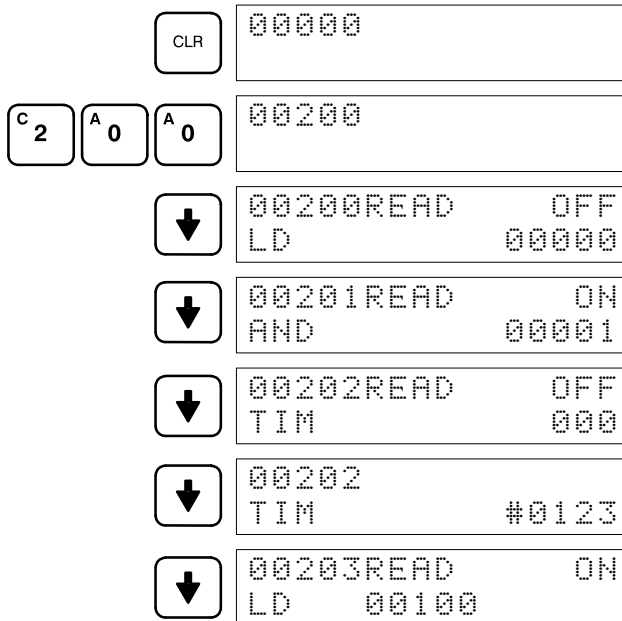 CLR
00000
C 2 A 0 A 0
00200
00200READ OFF
LD 00000
00201READ ON
AND 00001
00202READ OFF
TIM 000
00202
TIM #0123
00203READ ON
LD 00100